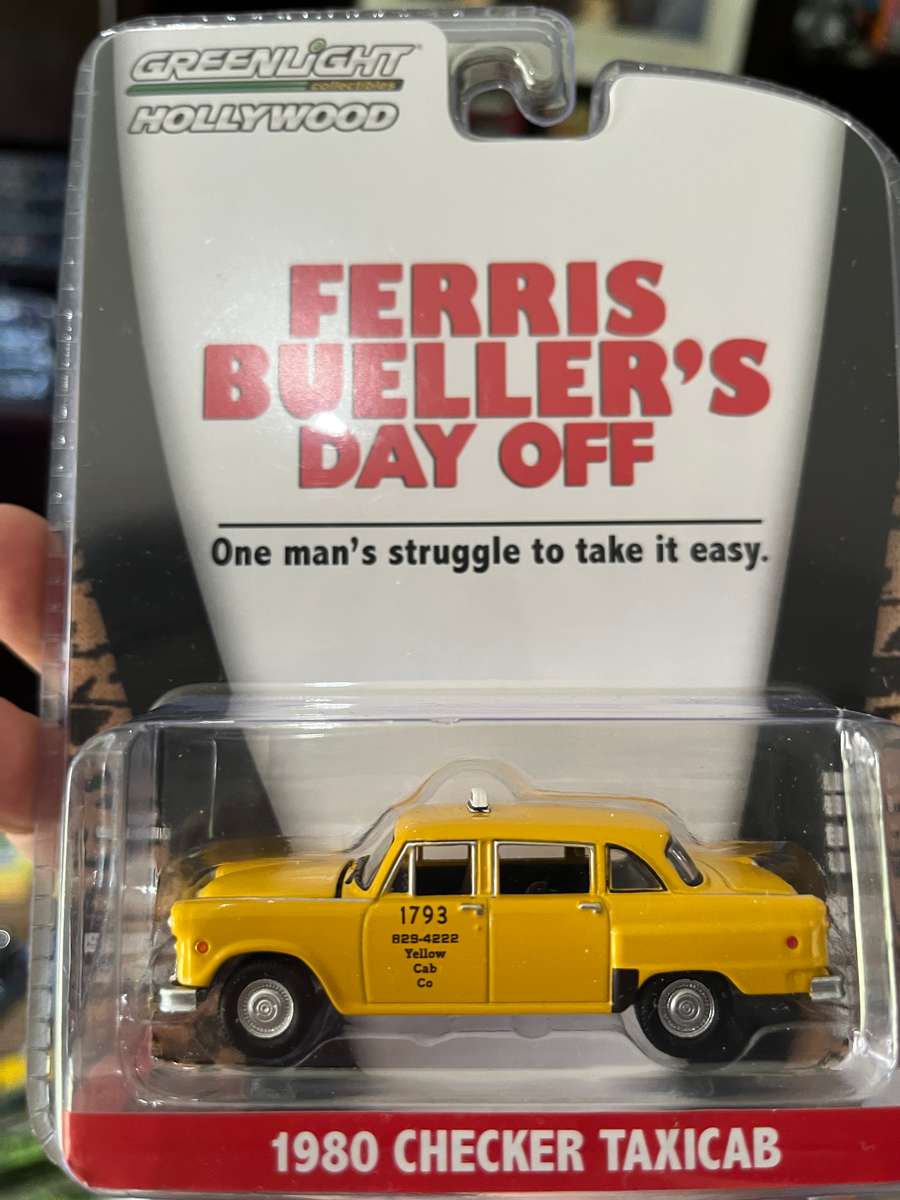 GREENLiGHT
collectibles
HOLLYWOOD
FERRIS
BUELLER'S
DAY OFF
One man's struggle to take it easy.
1793
829-4222
Yellow
Cab
Co
1980 CHECKER TAXICAB